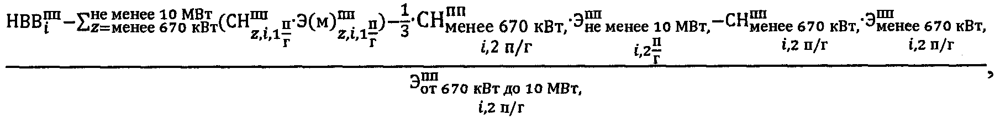 НВВ_i^ПП − ∑_{z=менее 670 кВт}^{не менее 10 МВт} (СН_{z,i,1 п/г}^{ПП} · Э(м)_{z,i,1 п/г}^{ПП}) − 1/3 · СН_{менее 670 кВт, i,2 п/г}^{ПП} · Э_{не менее 10 МВт, i,2 п/г}^{ПП} − СН_{менее 670 кВт, i,2 п/г}^{ПП} · Э_{менее 670 кВт, i,2 п/г}^{ПП}
Э_{от 670 кВт до 10 МВт, i,2 п/г}^{ПП} ,